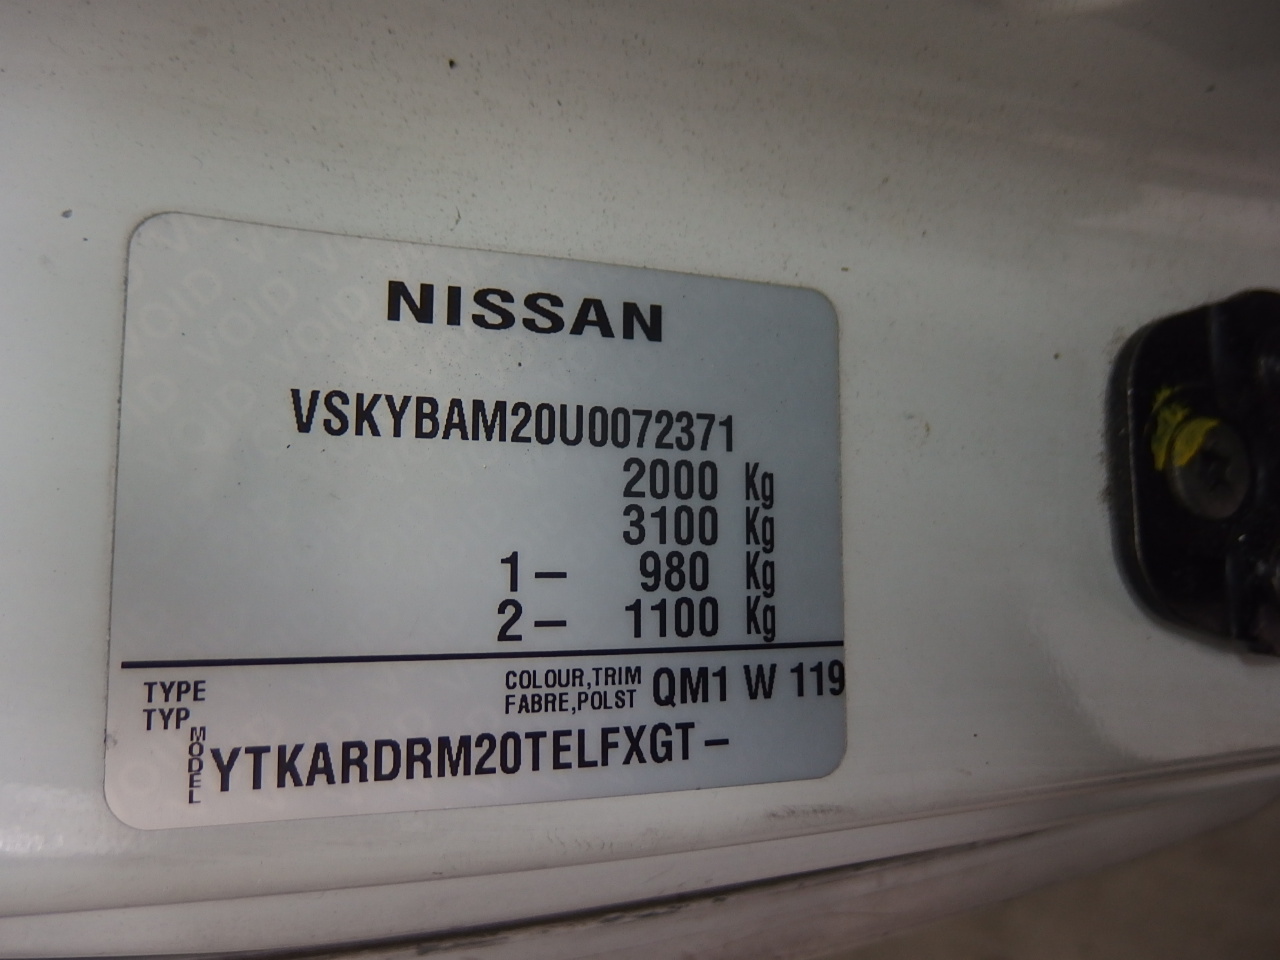 NISSAN
VSKYBAM20U0072371
2000 Kg
3100 Kg
1- 980 Kg
2- 1100 Kg
TYPE
TYP
COLOUR,TRIM
FABRE,POLST
QM1 W 119
MODEL
YTKARDRM20TELFXGT-